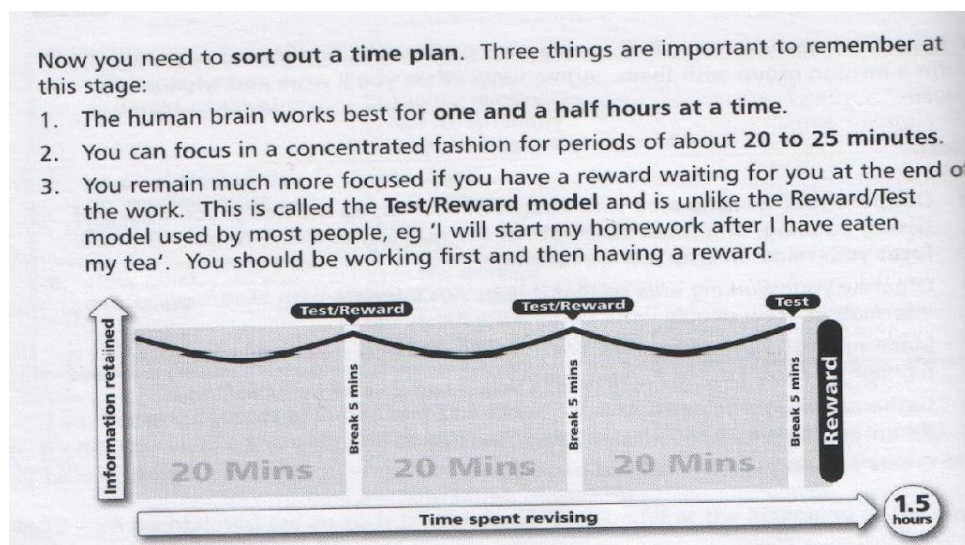 Now you need to sort out a time plan. Three things are important to remember at
this stage:
1. The human brain works best for one and a half hours at a time.
2. You can focus in a concentrated fashion for periods of about 20 to 25 minutes.
3. You remain much more focused if you have a reward waiting for you at the end of
the work. This is called the Test/Reward model and is unlike the Reward/Test
model used by most people, eg 'I will start my homework after I have eaten
my tea'. You should be working first and then having a reward.
Test/Reward
Test/Reward
Test
Information retained
20 Mins
Break 5 mins
20 Mins
Break 5 mins
20 Mins
Break 5 mins
Reward
Time spent revising
1.5
hours